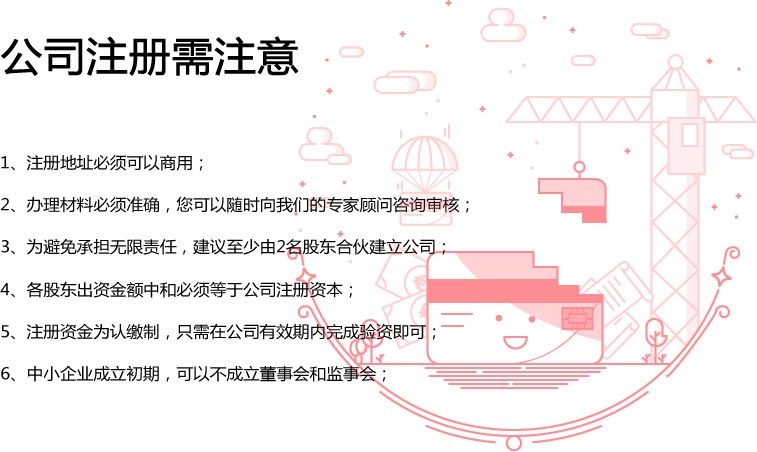 公司注册需注意
1、注册地址必须可以商用；
2、办理材料必须准确，您可以随时向我们的专家顾问咨询审核；
3、为避免承担无限责任，建议至少由2名股东合伙建立公司；
4、各股东出资金额中和必须等于公司注册资本；
5、注册资金为认缴制，只需在公司有效期内完成验资即可；
6、中小企业成立初期，可以不成立董事会和监事会；